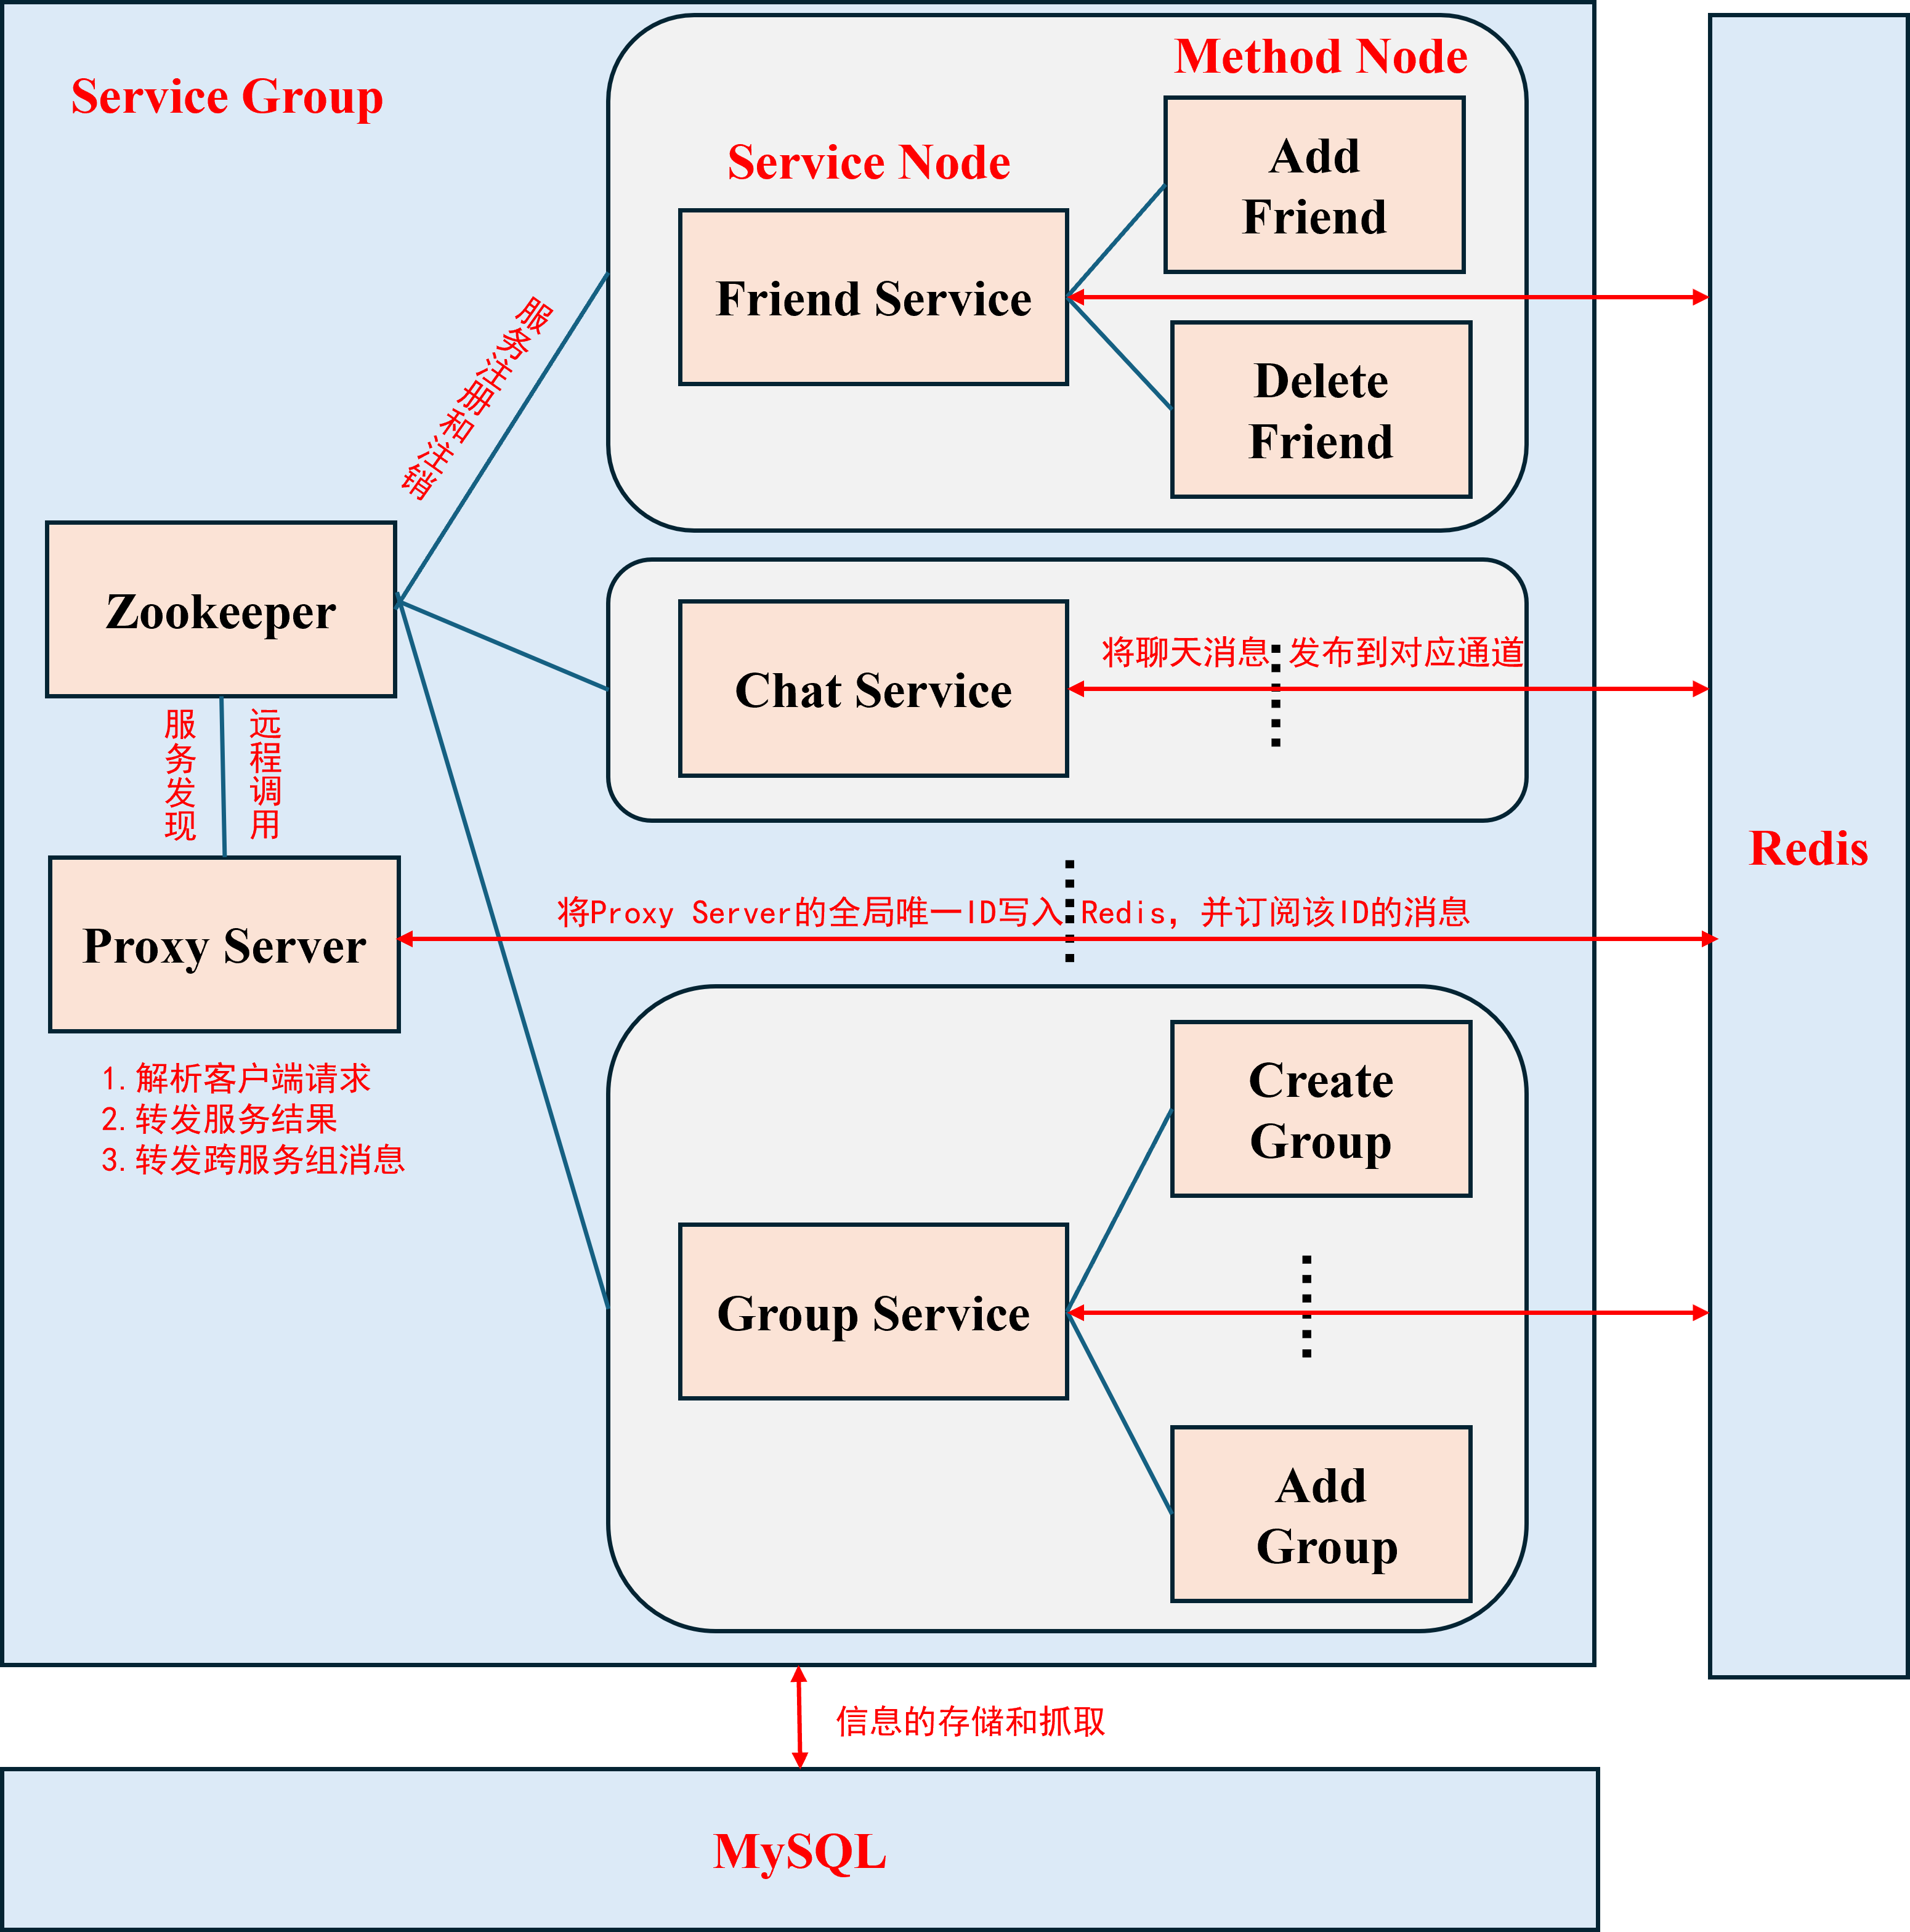 Service Group
Method Node
Service Node
Add
Friend
Friend Service
Delete
Friend
服务注册和注销
Zookeeper
将聊天消息 发布到对应通道
Chat Service
服务发现
远程调用
Redis
将Proxy Server的全局唯一ID写入 Redis，并订阅该ID的消息
Proxy Server
1.解析客户端请求
2.转发服务结果
3.转发跨服务组消息
Create
Group
Group Service
Add
Group
信息的存储和抓取
MySQL